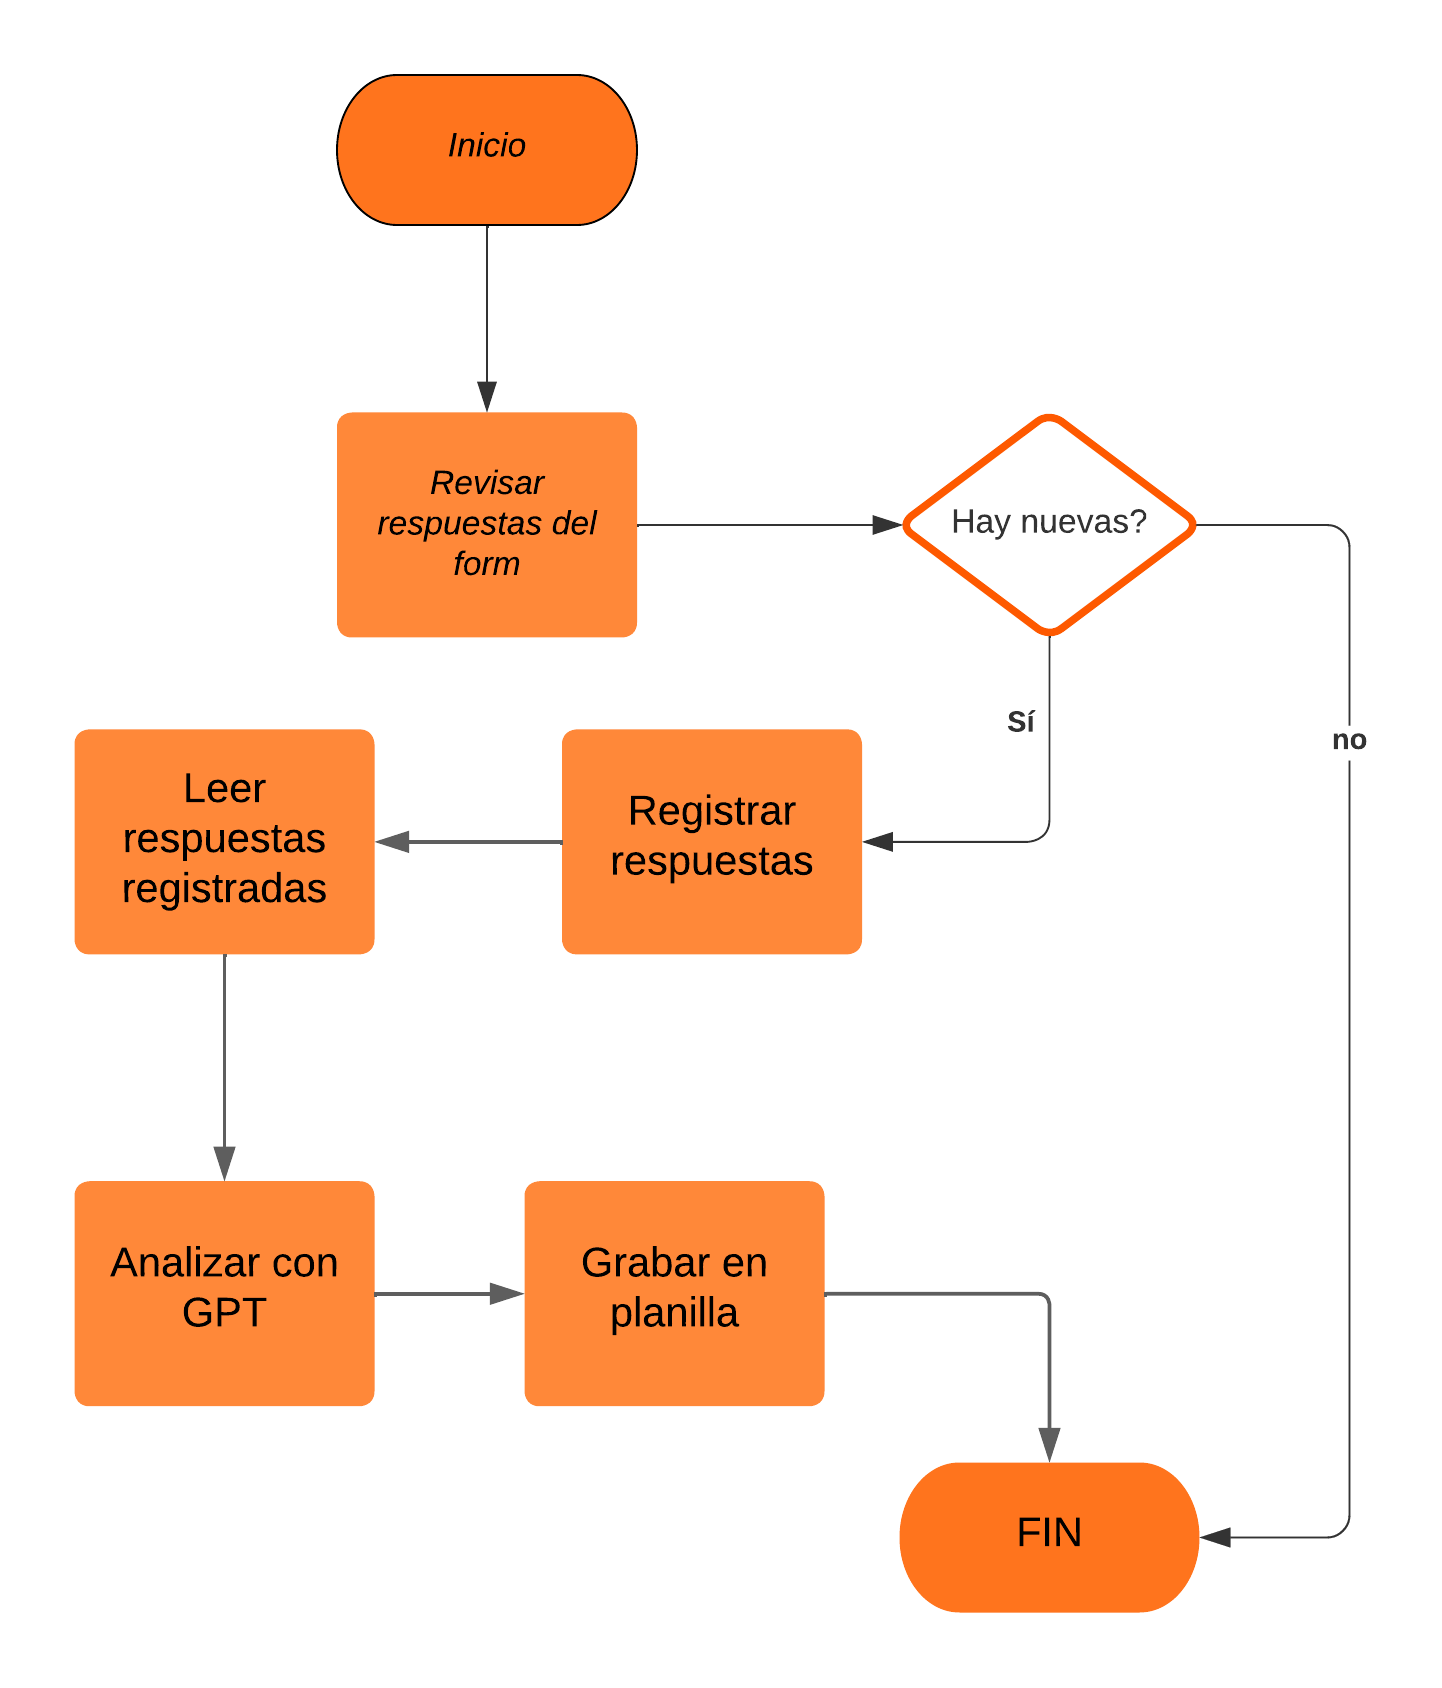 Inicio
Revisar
respuestas del
form
Hay nuevas?
Sí
no
Registrar
respuestas
Leer
respuestas
registradas
Analizar con
GPT
Grabar en
planilla
FIN